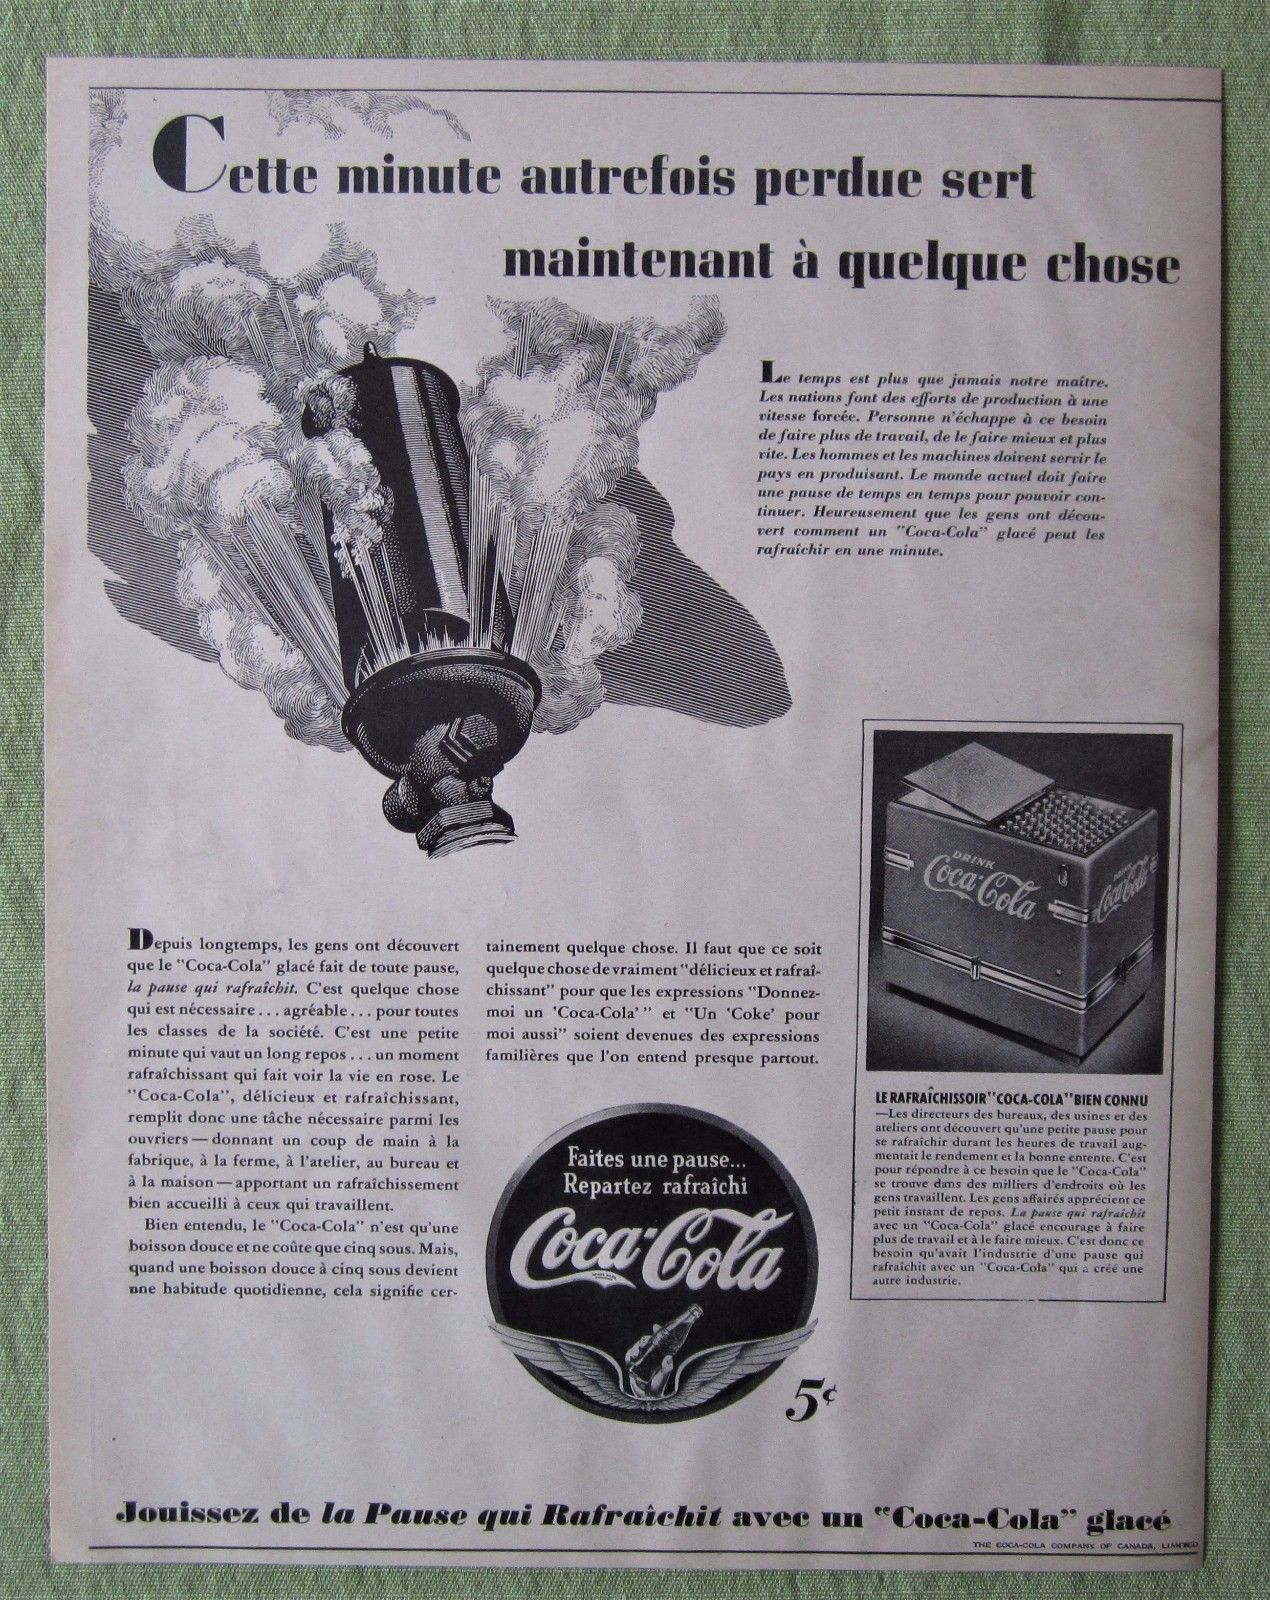 Cette minute autrefois perdue sert
maintenant à quelque chose
Le temps est plus que jamais notre maître.
Les nations font des efforts de production à une
vitesse forcée. Personne n'échappe à ce besoin
de faire plus de travail, de le faire mieux et plus
vite. Les hommes et les machines doivent servir le
pays en produisant. Le monde actuel doit faire
une pause de temps en temps pour pouvoir con-
tinuer. Heureusement que les gens ont décou-
vert comment un "Coca-Cola" glacé peut les
rafraîchir en une minute.
Depuis longtemps, les gens ont découvert
que le "Coca-Cola" glacé fait de toute pause,
la pause qui rafraîchit. C'est quelque chose
qui est nécessaire . . . agréable . . . pour toutes
les classes de la société. C'est une petite
minute qui vaut un long repos . . . un moment
rafraîchissant qui fait voir la vie en rose. Le
"Coca-Cola", délicieux et rafraîchissant,
remplit donc une tâche nécessaire parmi les
ouvriers — donnant un coup de main à la
fabrique, à la ferme, à l'atelier, au bureau et
à la maison — apportant un rafraîchissement
bien accueilli à ceux qui travaillent.
Bien entendu, le "Coca-Cola" n'est qu'une
boisson douce et ne coûte que cinq sous. Mais,
quand une boisson douce à cinq sous devient
une habitude quotidienne, cela signifie cer-
tainement quelque chose. Il faut que ce soit
quelque chose de vraiment "délicieux et rafraî-
chissant" pour que les expressions "Donnez-
moi un 'Coca-Cola'" et "Un 'Coke' pour
moi aussi" soient devenues des expressions
familières que l'on entend presque partout.
Faites une pause...
Repartez rafraîchi
Coca-Cola
5¢
DRINK
Coca-Cola
DRINK
Coca-Cola
LE RAFRAÎCHISSOIR "COCA-COLA" BIEN CONNU
—Les directeurs des bureaux, des usines et des
ateliers ont découvert qu'une petite pause pour
se rafraîchir durant les heures de travail aug-
mentait le rendement et la bonne entente. C'est
pour répondre à ce besoin que le "Coca-Cola"
se trouve dans des milliers d'endroits où les
gens travaillent. Les gens affairés apprécient ce
petit instant de repos. La pause qui rafraîchit
avec un "Coca-Cola" glacé encourage à faire
plus de travail et à le faire mieux. C'est donc ce
besoin qu'avait l'industrie d'une pause qui
rafraîchit avec un "Coca-Cola" qui a créé une
autre industrie.
Jouissez de la Pause qui Rafraîchit avec un "Coca-Cola" glacé
THE COCA-COLA COMPANY OF CANADA, LIMITED